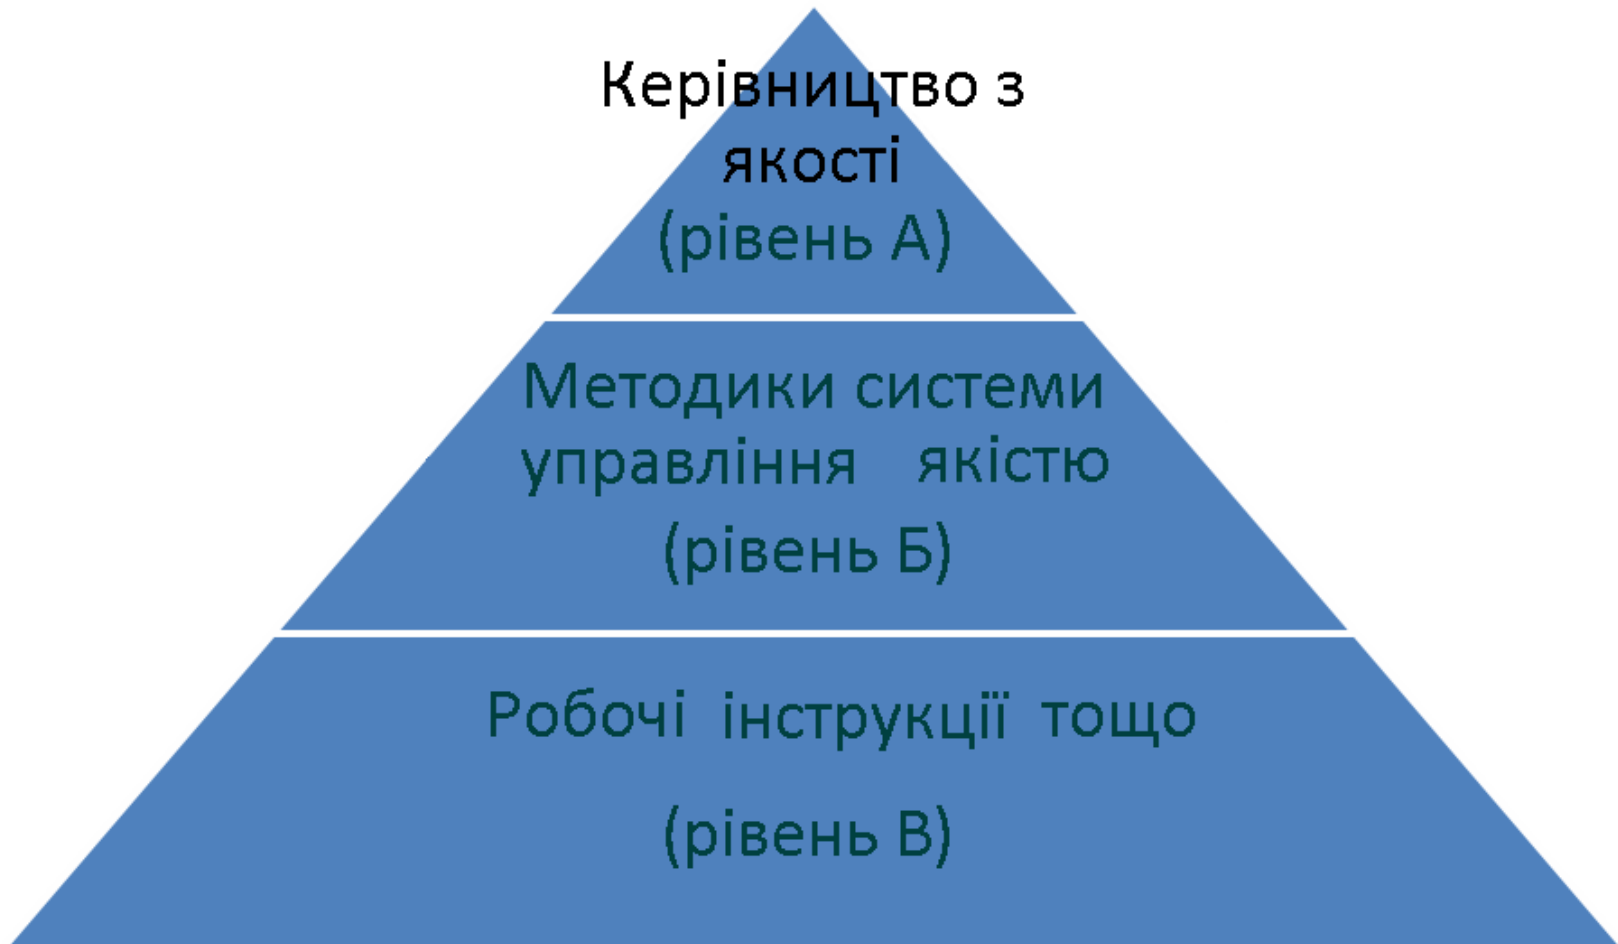 Керівництво з
якості
(рівень А)
Методики системи
управління якістю
(рівень Б)
Робочі інструкції тощо
(рівень В)